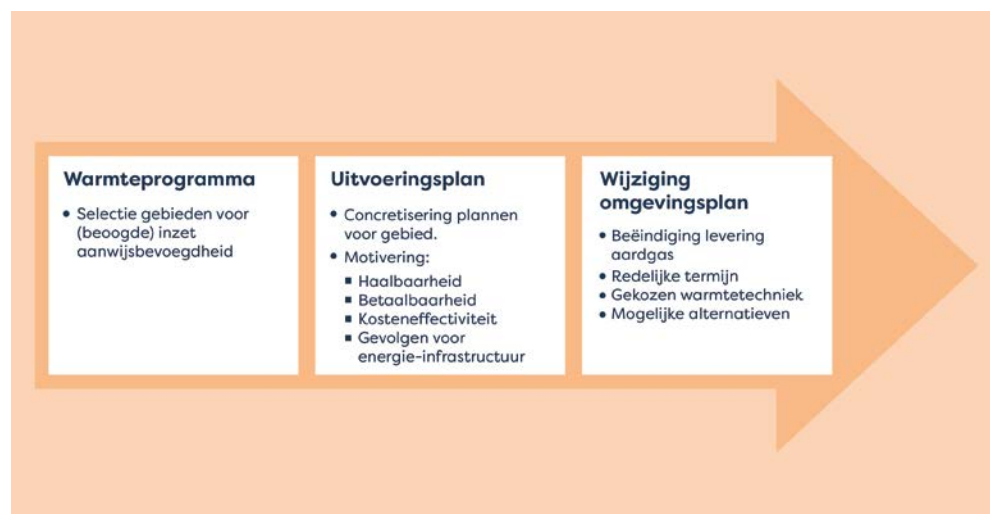 Warmteprogramma
• Selectie gebieden voor
(beoogde) inzet
aanwijsbevoegdheid
Uitvoeringsplan
• Concretisering plannen
voor gebied.
• Motivering:
▪ Haalbaarheid
▪ Betaalbaarheid
▪ Kosteneffectiviteit
▪ Gevolgen voor
energie-infrastructuur
Wijziging
omgevingsplan
• Beëindiging levering
aardgas
• Redelijke termijn
• Gekozen warmtetechniek
• Mogelijke alternatieven